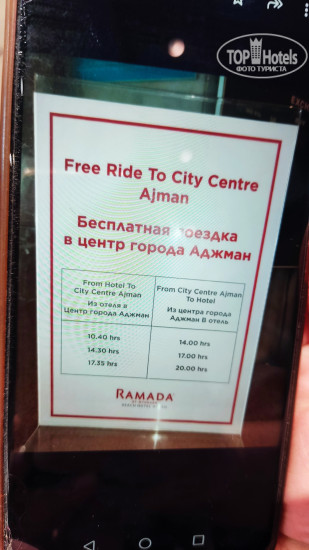 TOPHotels
ФОТО ТУРИСТА
Free Ride To City Centre
Ajman
Бесплатная поездка
в центр города Аджман
From Hotel To
City Centre Ajman
Из отеля в
Центр города Аджман
From City Centre Ajman
To Hotel
Из центра города
Аджман В отель
10.40 hrs
14.30 hrs
17.35 hrs
14.00 hrs
17.00 hrs
20.00 hrs
RAMADA